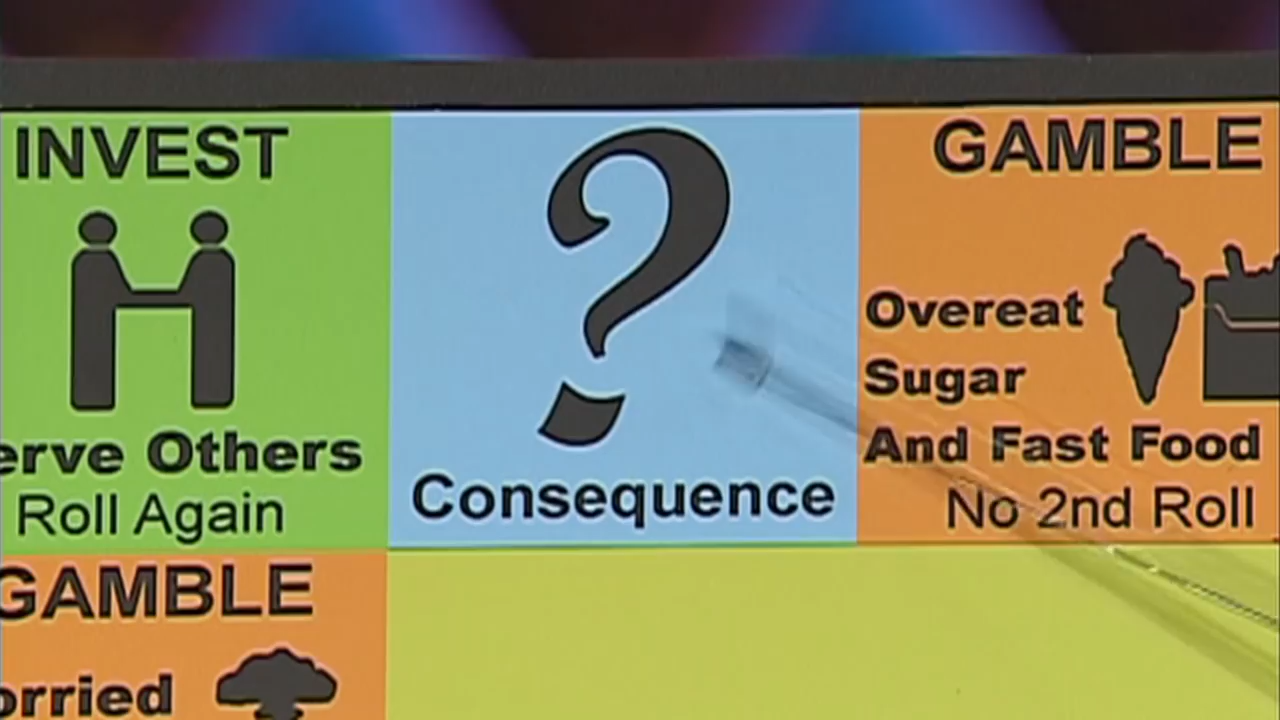 INVEST
erve Others
Roll Again
?
Consequence
GAMBLE
Overeat
Sugar
And Fast Food
No 2nd Roll
GAMBLE
orried